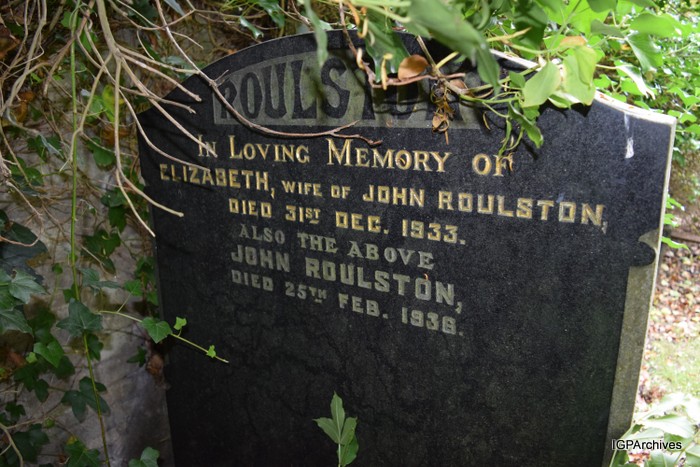 ROULSTON
IN LOVING MEMORY OF
ELIZABETH, WIFE OF JOHN ROULSTON,
DIED 31ST DEC. 1933.
ALSO THE ABOVE
JOHN ROULSTON,
DIED 25TH FEB. 1938.
IGPArchives